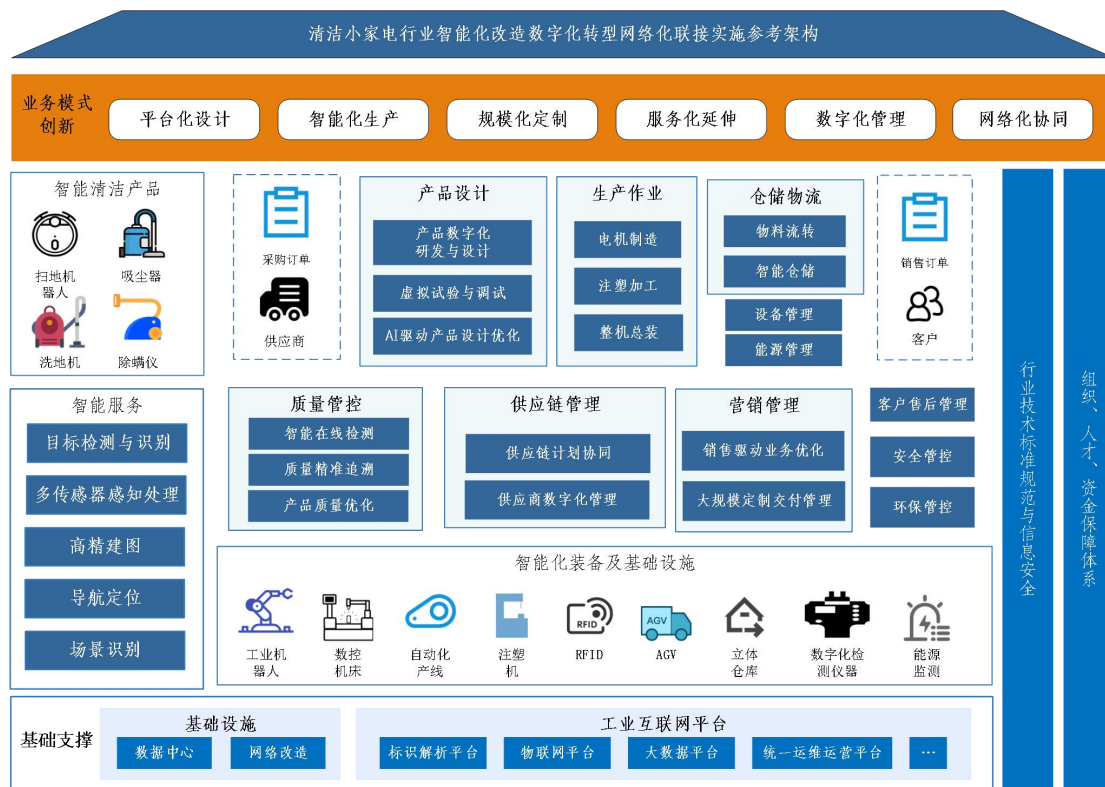 清洁小家电行业智能化改造数字化转型网络化联接实施参考架构
业务模式
创新
平台化设计
智能化生产
规模化定制
服务化延伸
数字化管理
网络化协同
智能清洁产品
扫地机
器人
吸尘器
洗地机
除螨仪
采购订单
供应商
产品设计
产品数字化
研发与设计
虚拟试验与调试
AI驱动产品设计优化
生产作业
电机制造
注塑加工
整机总装
仓储物流
物料流转
智能仓储
设备管理
能源管理
销售订单
客户
智能服务
目标检测与识别
多传感器感知处理
高精建图
导航定位
场景识别
质量管控
智能在线检测
质量精准追溯
产品质量优化
供应链管理
供应链计划协同
供应商数字化管理
营销管理
销售驱动业务优化
大规模定制交付管理
客户售后管理
安全管控
环保管控
智能化装备及基础设施
工业机
器人
数控
机床
自动化
产线
注塑
机
RFID
RFID
AGV
AGV
立体
仓库
数字化检
测仪器
能源
监测
基础支撑
基础设施
数据中心
网络改造
工业互联网平台
标识解析平台
物联网平台
大数据平台
统一运维运营平台
…
行业技术标准规范与信息安全
组织、人才、资金保障体系